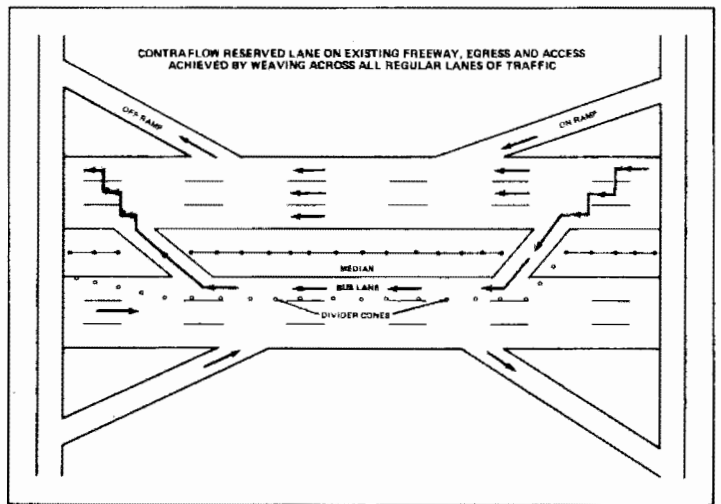 CONTRAFLOW RESERVED LANE ON EXISTING FREEWAY, EGRESS AND ACCESS
ACHIEVED BY WEAVING ACROSS ALL REGULAR LANES OF TRAFFIC
OFF RAMP
ON RAMP
MEDIAN
BUS LANE
DIVIDER CONES